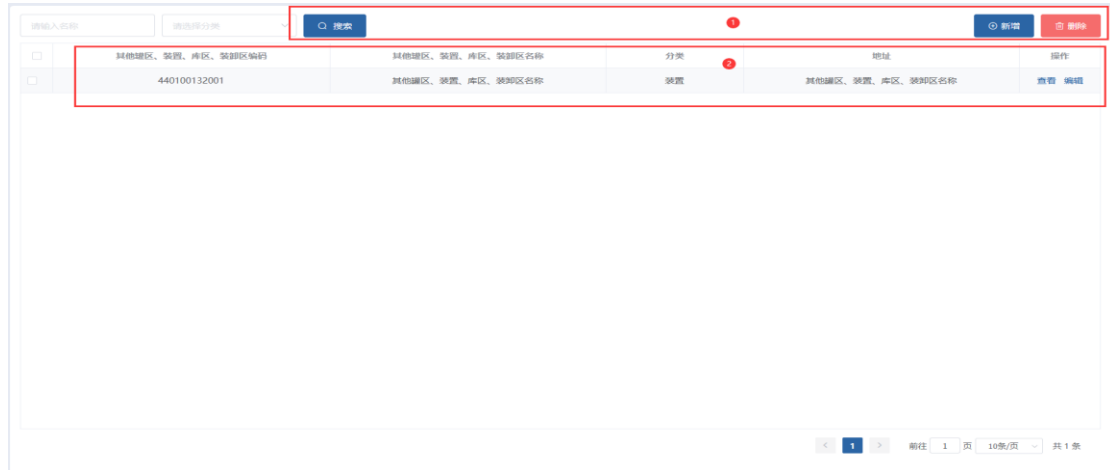 请输入名称 请选择分类 搜索 1 新增 删除
其他罐区、装置、库区、装卸区编码 其他罐区、装置、库区、装卸区名称 分类 2 地址 操作
440100132001 其他罐区、装置、库区、装卸区名称 装置 其他罐区、装置、库区、装卸区名称 查看 编辑
< 1 > 前往 1 页 10条/页 共 1 条